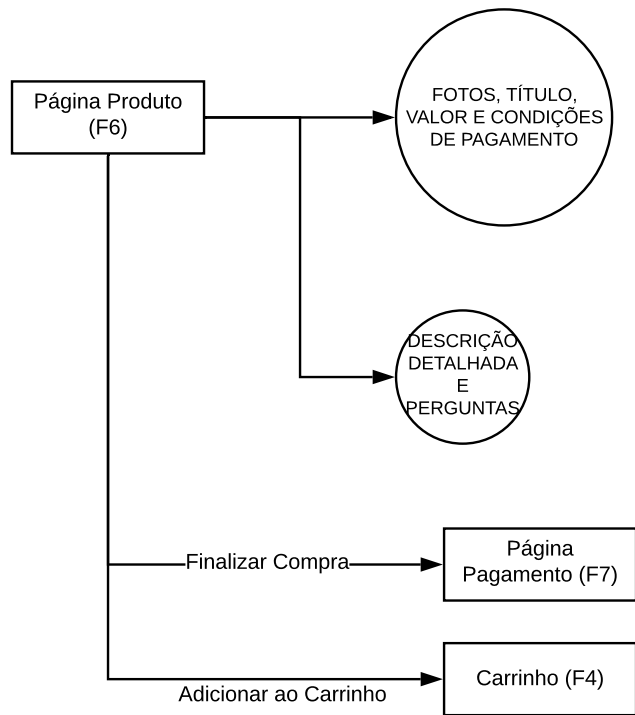 Página Produto
(F6)
FOTOS, TÍTULO,
VALOR E CONDIÇÕES
DE PAGAMENTO
DESCRIÇÃO
DETALHADA
E
PERGUNTAS
Finalizar Compra
Página
Pagamento (F7)
Adicionar ao Carrinho
Carrinho (F4)